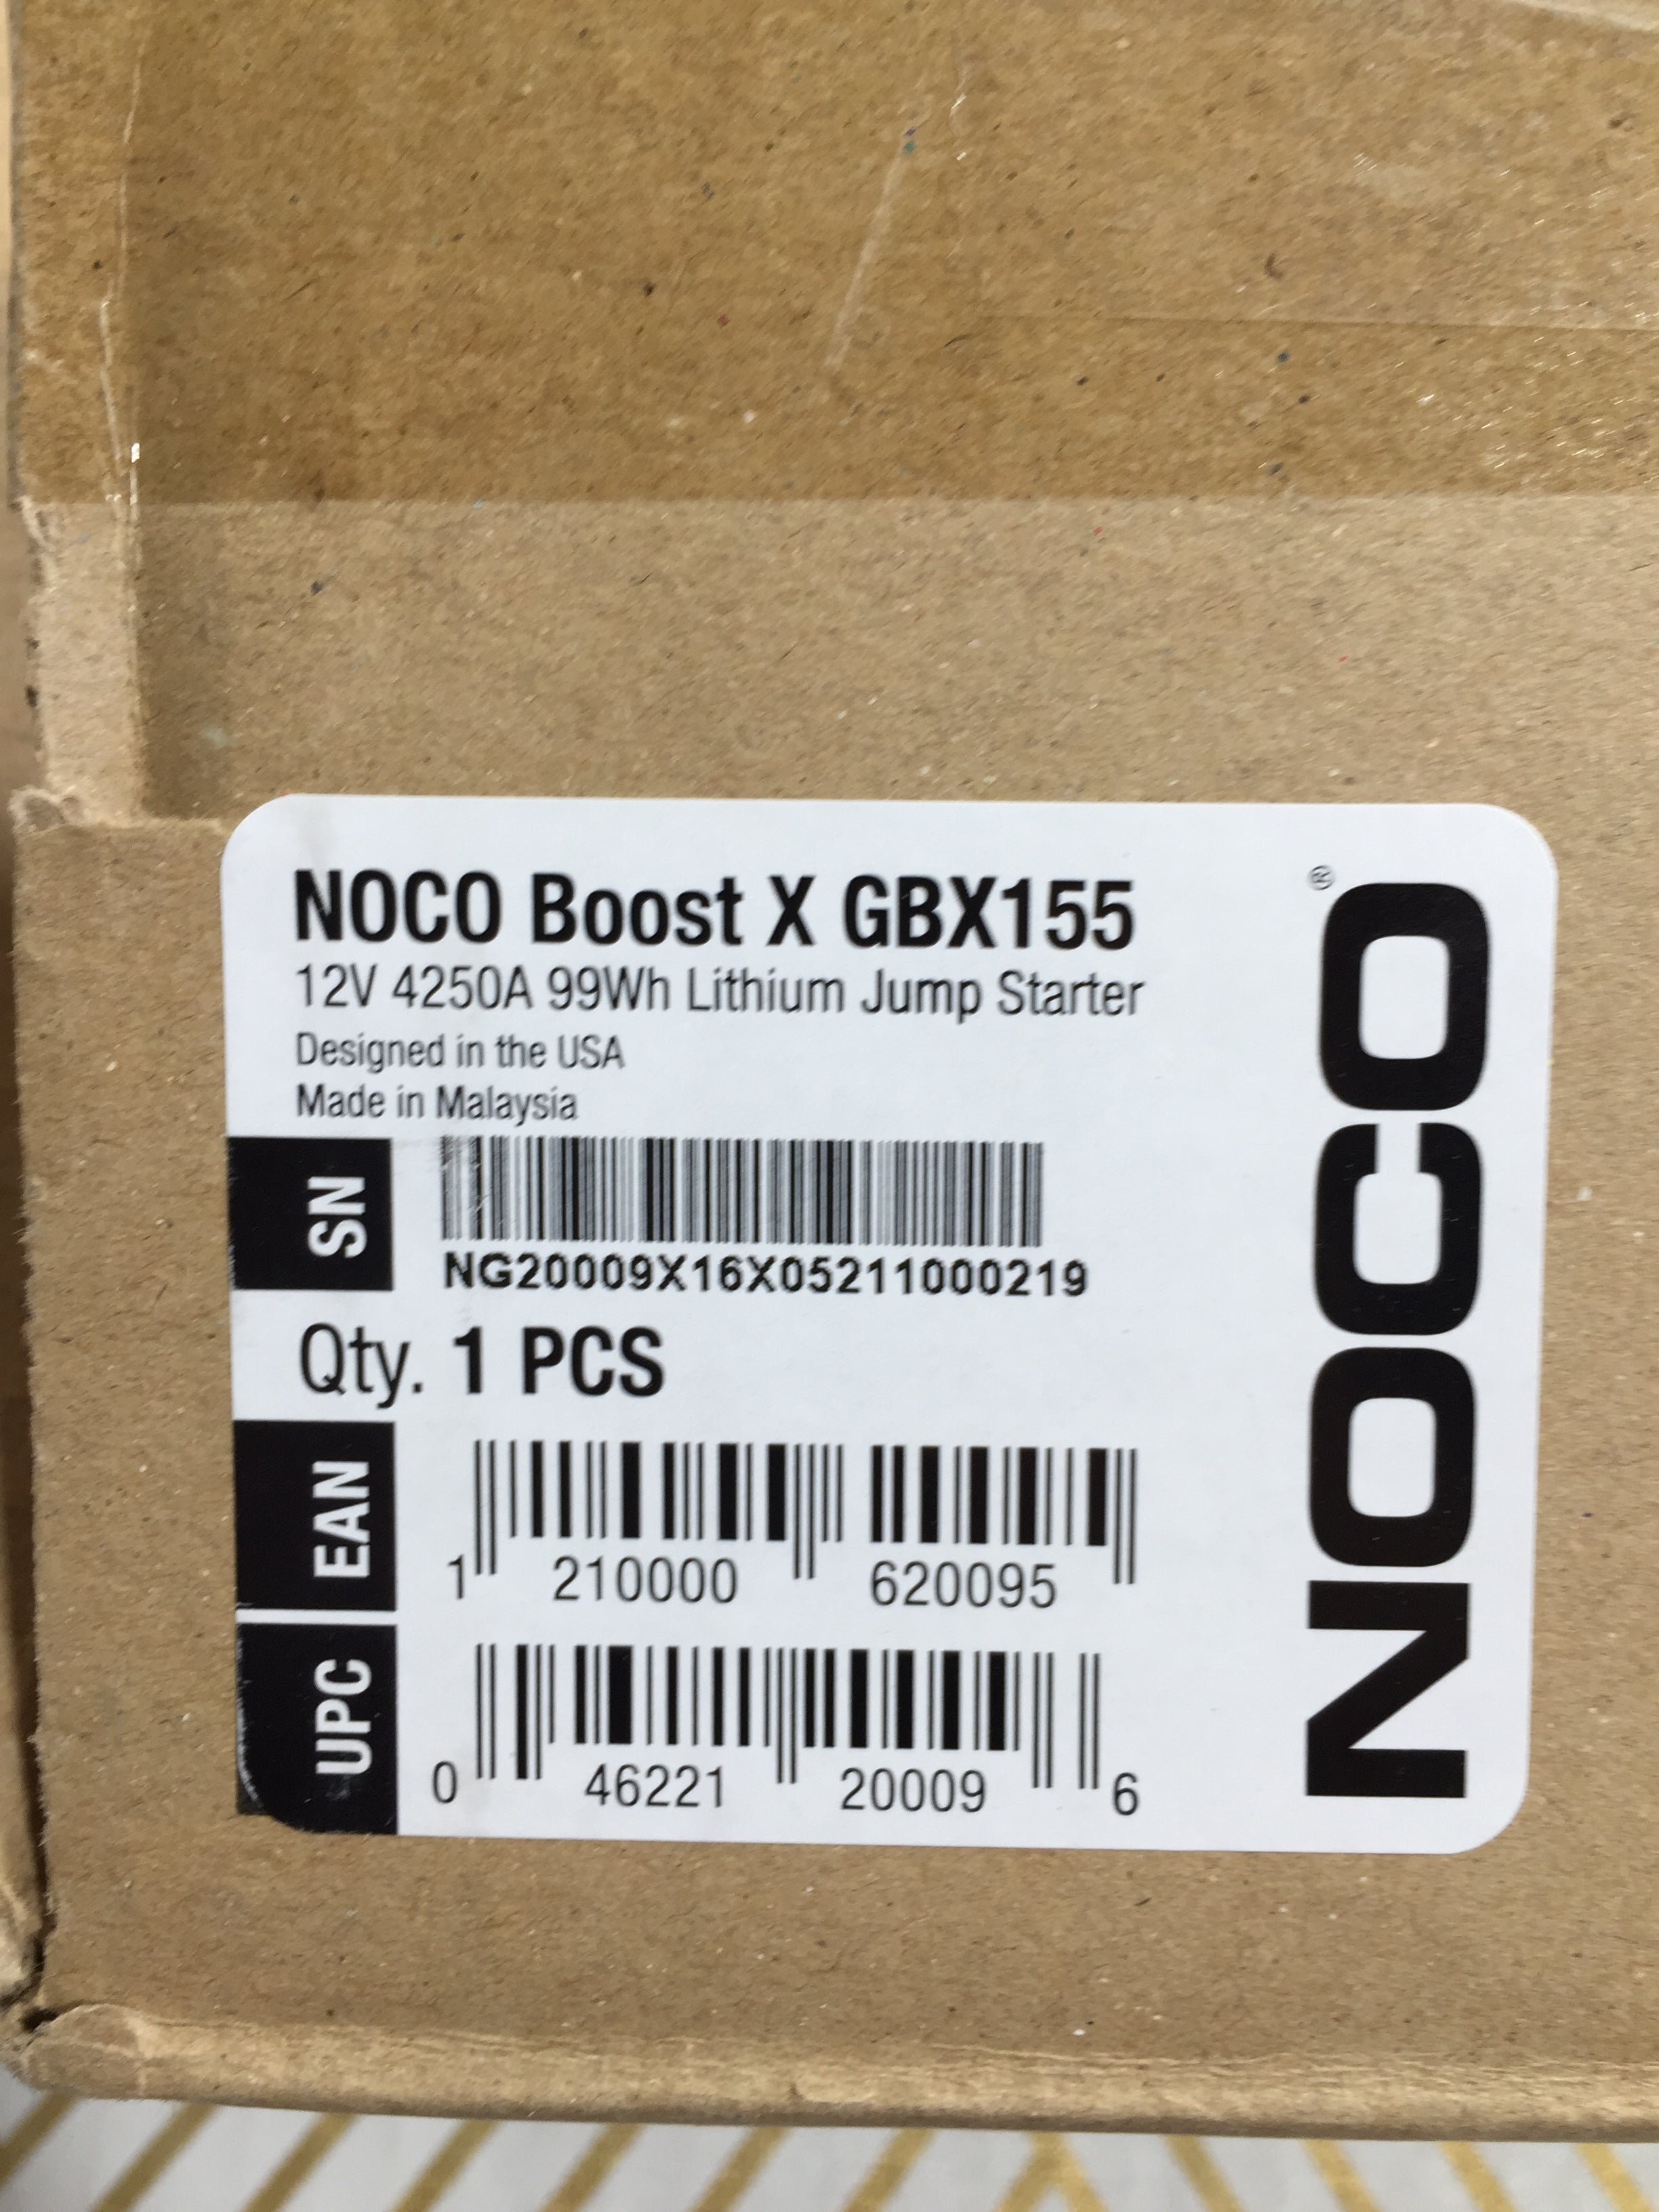 NOCO Boost X GBX155
12V 4250A 99Wh Lithium Jump Starter
Designed in the USA
Made in Malaysia
SN
NG20009X16X05211000219
Qty. 1 PCS
EAN
1 210000 620095
UPC
0 46221 20009 6
NOCO®